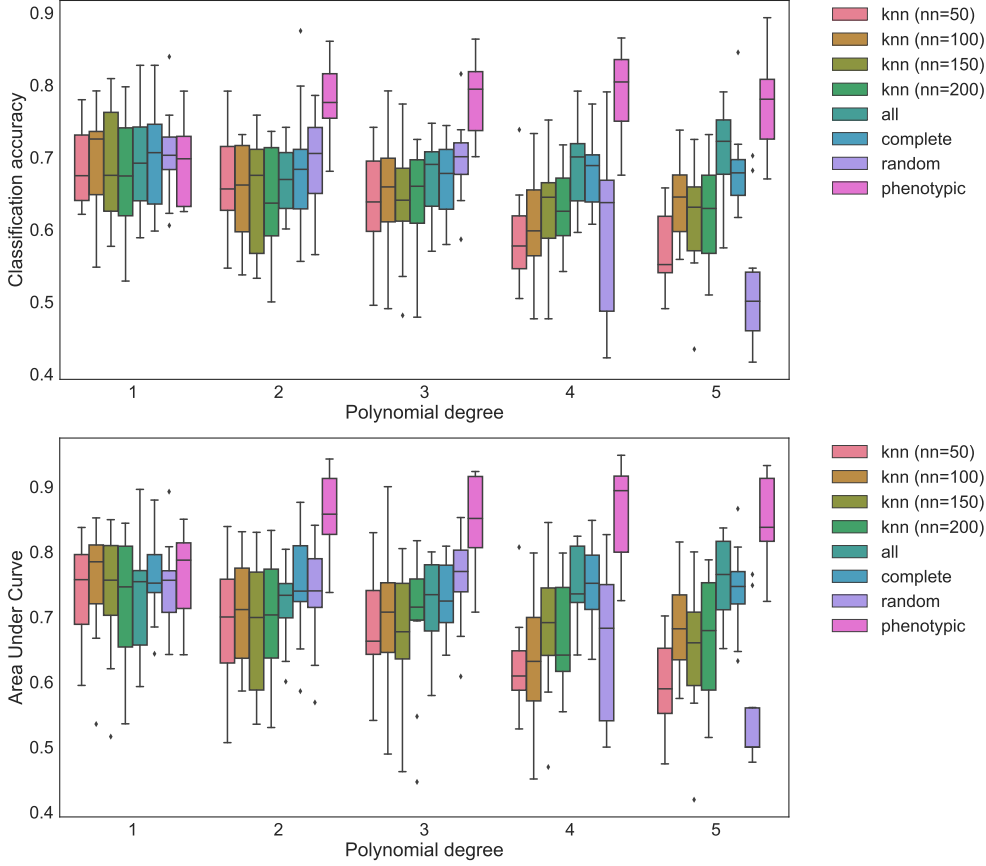 Classification accuracy
0.9
0.8
0.7
0.6
0.5
0.4
1 2 3 4 5
Polynomial degree
knn (nn=50)
knn (nn=100)
knn (nn=150)
knn (nn=200)
all
complete
random
phenotypic
Area Under Curve
0.9
0.8
0.7
0.6
0.5
0.4
1 2 3 4 5
Polynomial degree
knn (nn=50)
knn (nn=100)
knn (nn=150)
knn (nn=200)
all
complete
random
phenotypic